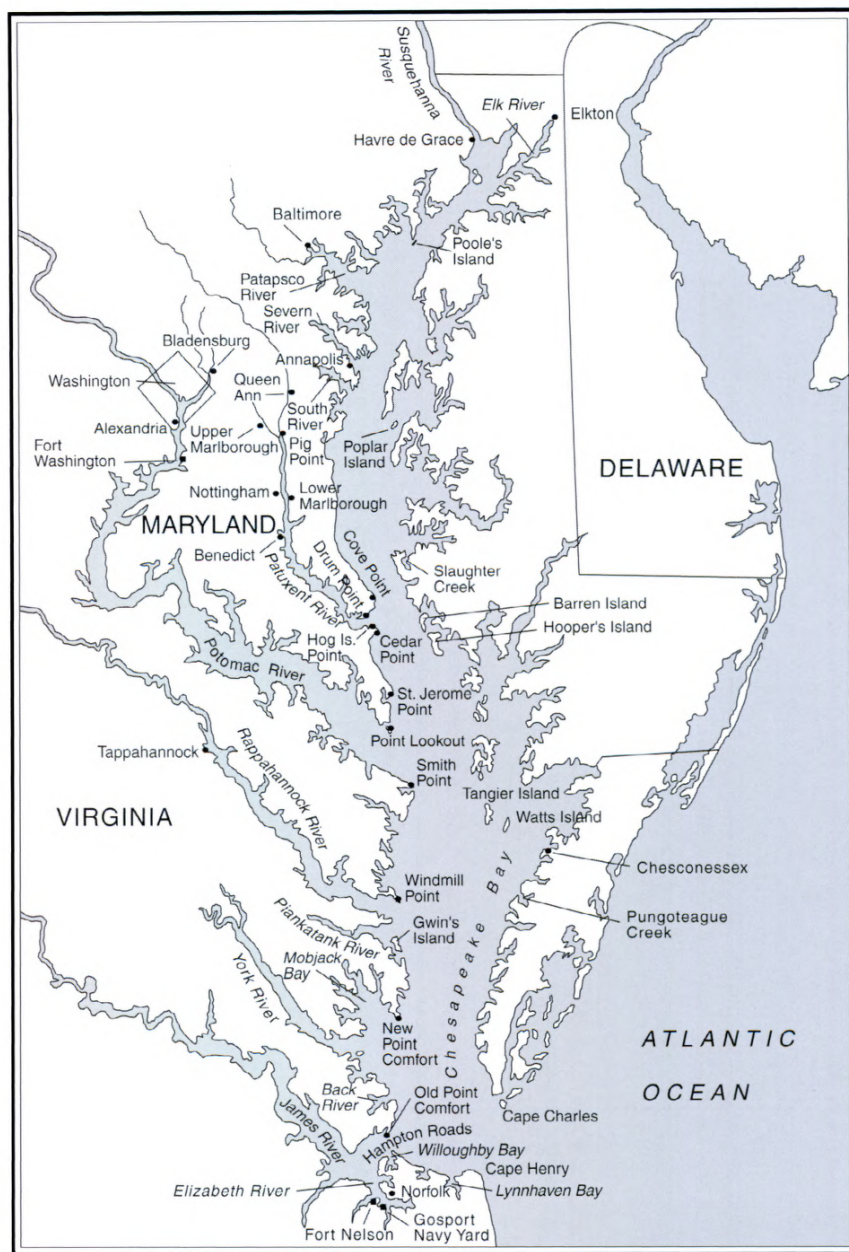 Susquehanna
River
Elk River
Elkton
Havre de Grace
Baltimore
Poole's
Island
Patapsco
River
Severn
River
Bladensburg
Annapolis
Washington
Queen
Ann
South
River
Alexandria
Upper
Marlborough
Pig
Point
Poplar
Island
Fort
Washington
DELAWARE
Nottingham
Lower
Marlborough
MARYLAND
Benedict
Cove Point
Drum Point
Slaughter
Creek
Patuxent River
Barren Island
Hog Is.
Point
Cedar
Point
Hooper's Island
Potomac River
St. Jerome
Point
Point Lookout
Tappahannock
Rappahannock River
Smith
Point
Tangier Island
VIRGINIA
Watts Island
Chesapeake Bay
Chesconessex
Windmill
Point
Pungoteague
Creek
Piankatank River
Gwin's
Island
Mobjack
Bay
York River
New
Point
Comfort
ATLANTIC
OCEAN
Back
River
Old Point
Comfort
Cape Charles
James River
Hampton Roads
Willoughby Bay
Cape Henry
Elizabeth River
Norfolk
Lynnhaven Bay
Fort Nelson
Gosport
Navy Yard